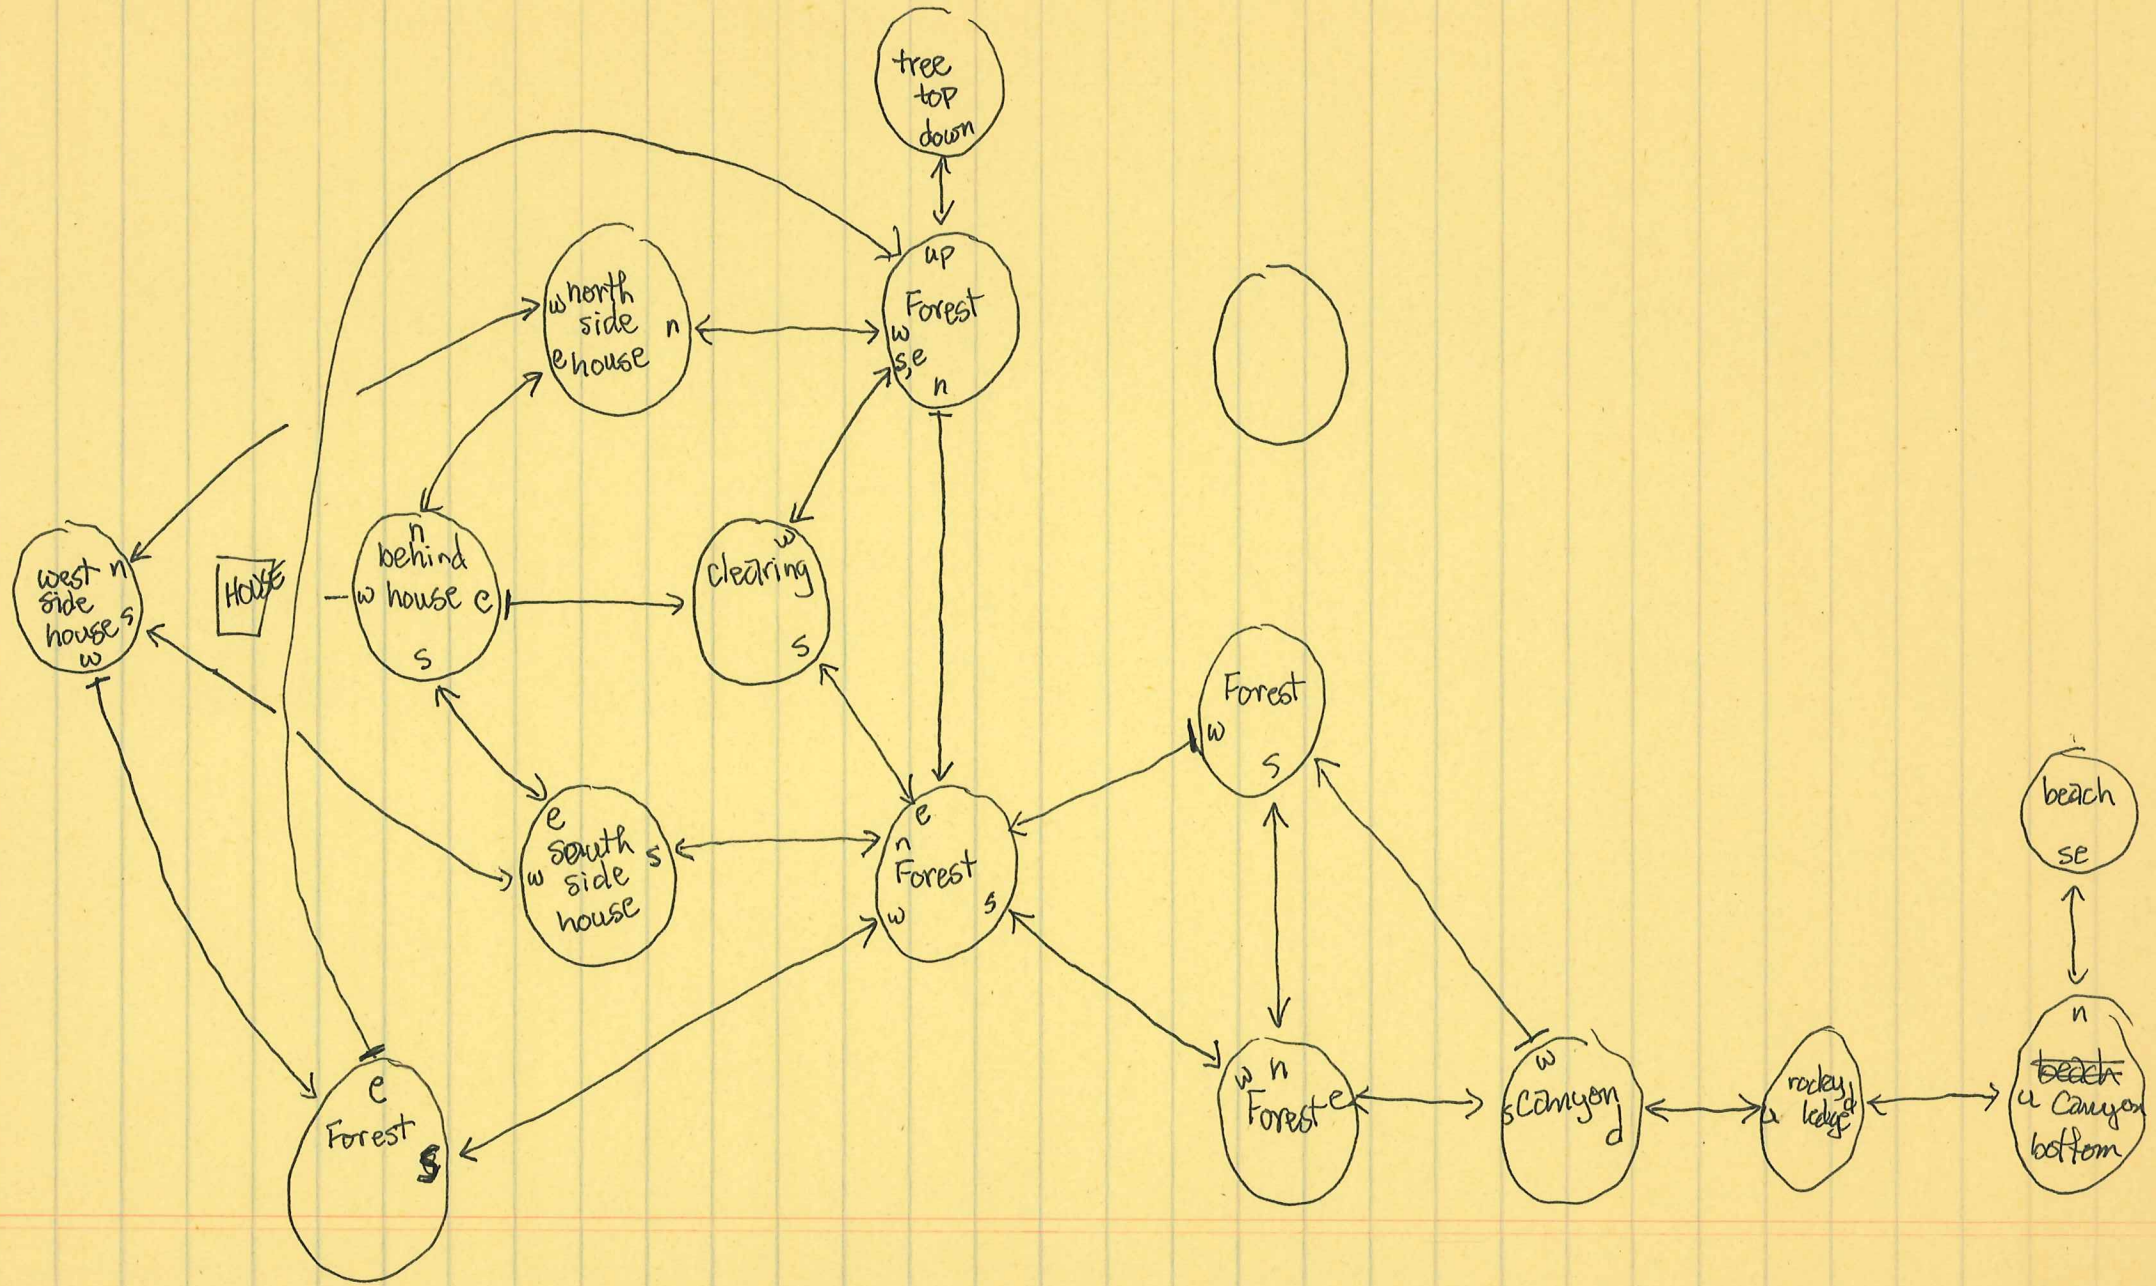 tree
top
down
up
Forest
w
s,e
n
w north
side n
e house
n
behind
w house e
s
w
clearing
s
west n
side
house s
w
HOUSE
Forest
w
s
e
south s
w side
house
e
n
Forest
w s
beach
se
e
Forest
s
w n
Forest e
w
s Canyon
d
rocky d
u ledge
n
beach
u Canyon
bottom